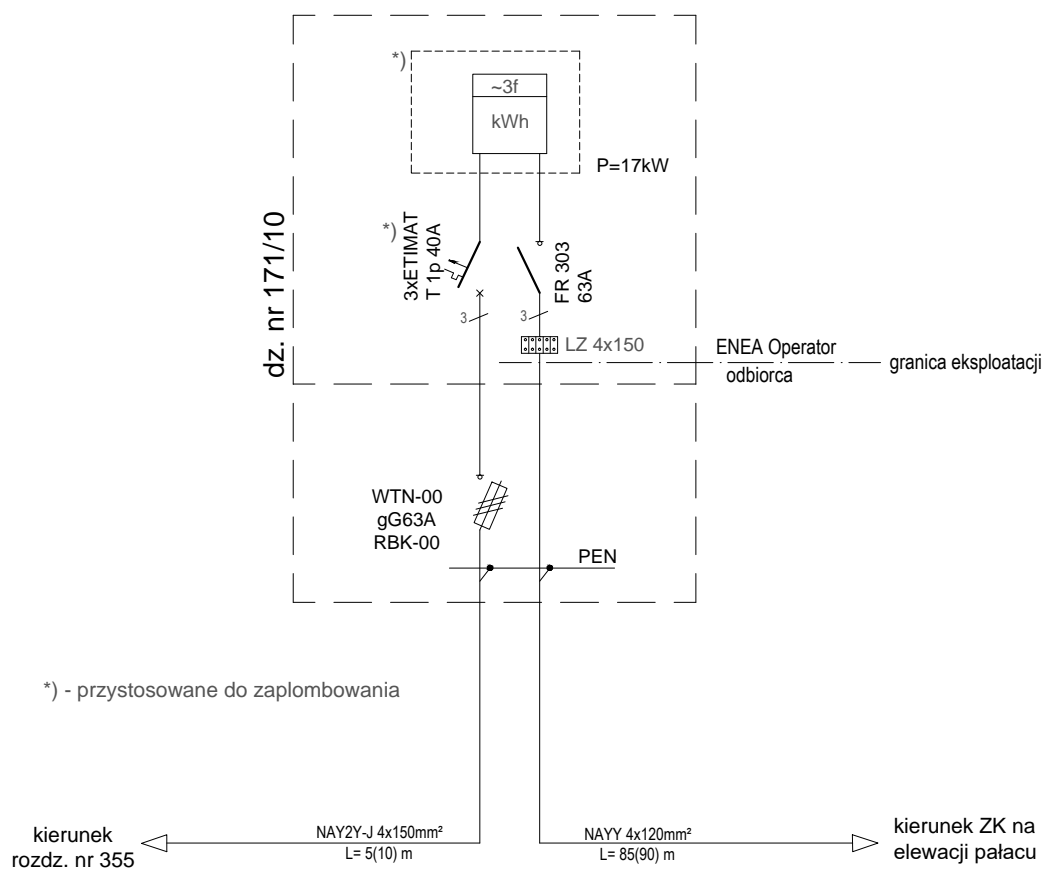 *)
~3f
kWh
P=17kW
dz. nr 171/10
*)
3xETIMAT
T 1p 40A
FR 303
63A
3
3
LZ 4x150
ENEA Operator
odbiorca
granica eksploatacji
WTN-00
gG63A
RBK-00
PEN
*) - przystosowane do zaplombowania
kierunek
rozdz. nr 355
NAY2Y-J 4x150mm²
L= 5(10) m
NAYY 4x120mm²
L= 85(90) m
kierunek ZK na
elewacji pałacu